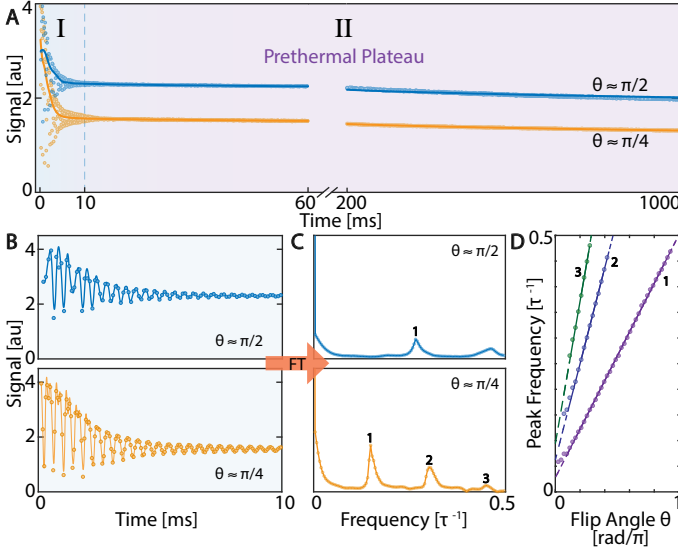 A
I
II
Prethermal Plateau
θ ≈ π/2
θ ≈ π/4
Signal [au]
4
2
0
0
10
60
200
1000
Time [ms]
B
C
D
4
2
0
θ ≈ π/2
Signal [au]
4
2
0
θ ≈ π/4
0
10
Time [ms]
FT
θ ≈ π/2
1
θ ≈ π/4
1
2
3
0
0.5
Frequency [τ⁻¹]
0.5
0
Peak Frequency [τ⁻¹]
3
2
1
0
1
Flip Angle θ
[rad/π]